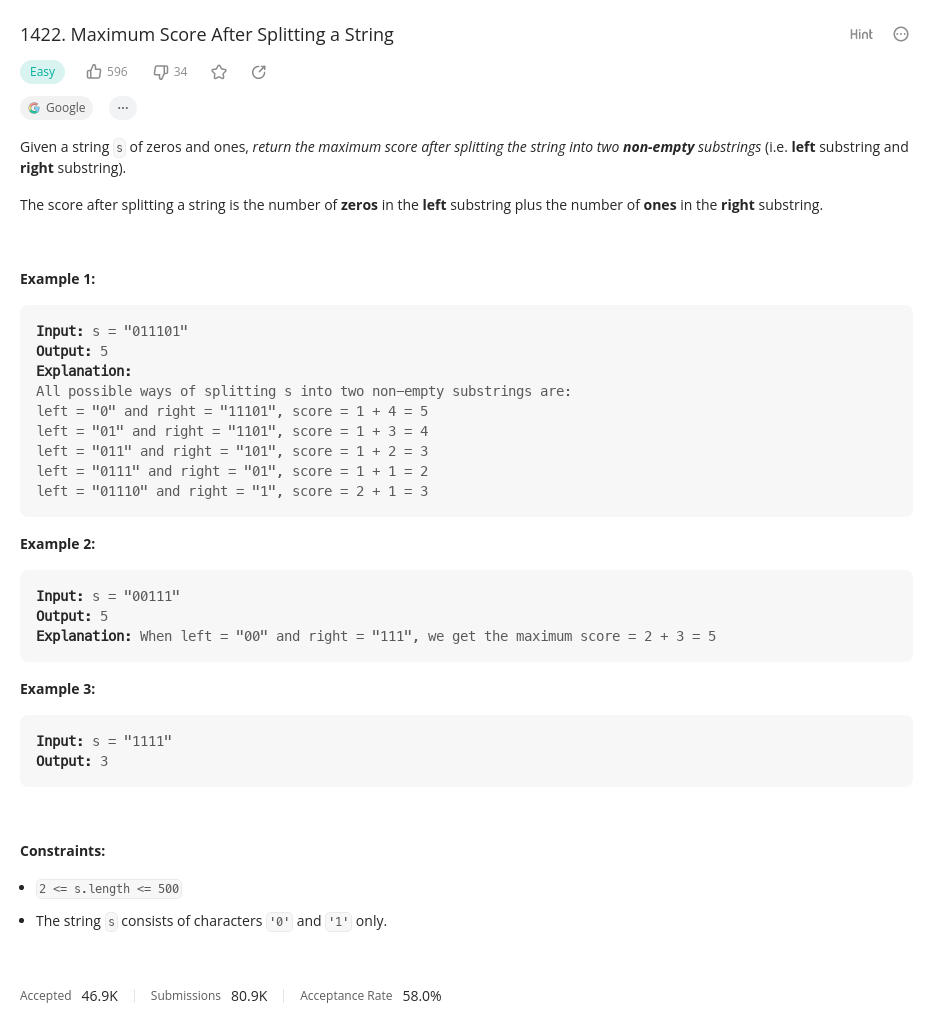 1422. Maximum Score After Splitting a String
Hint
Easy
596
34
Google
Given a string s of zeros and ones, return the maximum score after splitting the string into two non-empty substrings (i.e. left substring and
right substring).
The score after splitting a string is the number of zeros in the left substring plus the number of ones in the right substring.
Example 1:
Input: s = "011101"
Output: 5
Explanation:
All possible ways of splitting s into two non-empty substrings are:
left = "0" and right = "11101", score = 1 + 4 = 5
left = "01" and right = "1101", score = 1 + 3 = 4
left = "011" and right = "101", score = 1 + 2 = 3
left = "0111" and right = "01", score = 1 + 1 = 2
left = "01110" and right = "1", score = 2 + 1 = 3
Example 2:
Input: s = "00111"
Output: 5
Explanation: When left = "00" and right = "111", we get the maximum score = 2 + 3 = 5
Example 3:
Input: s = "1111"
Output: 3
Constraints:
2 <= s.length <= 500
The string s consists of characters '0' and '1' only.
Accepted 46.9K Submissions 80.9K Acceptance Rate 58.0%